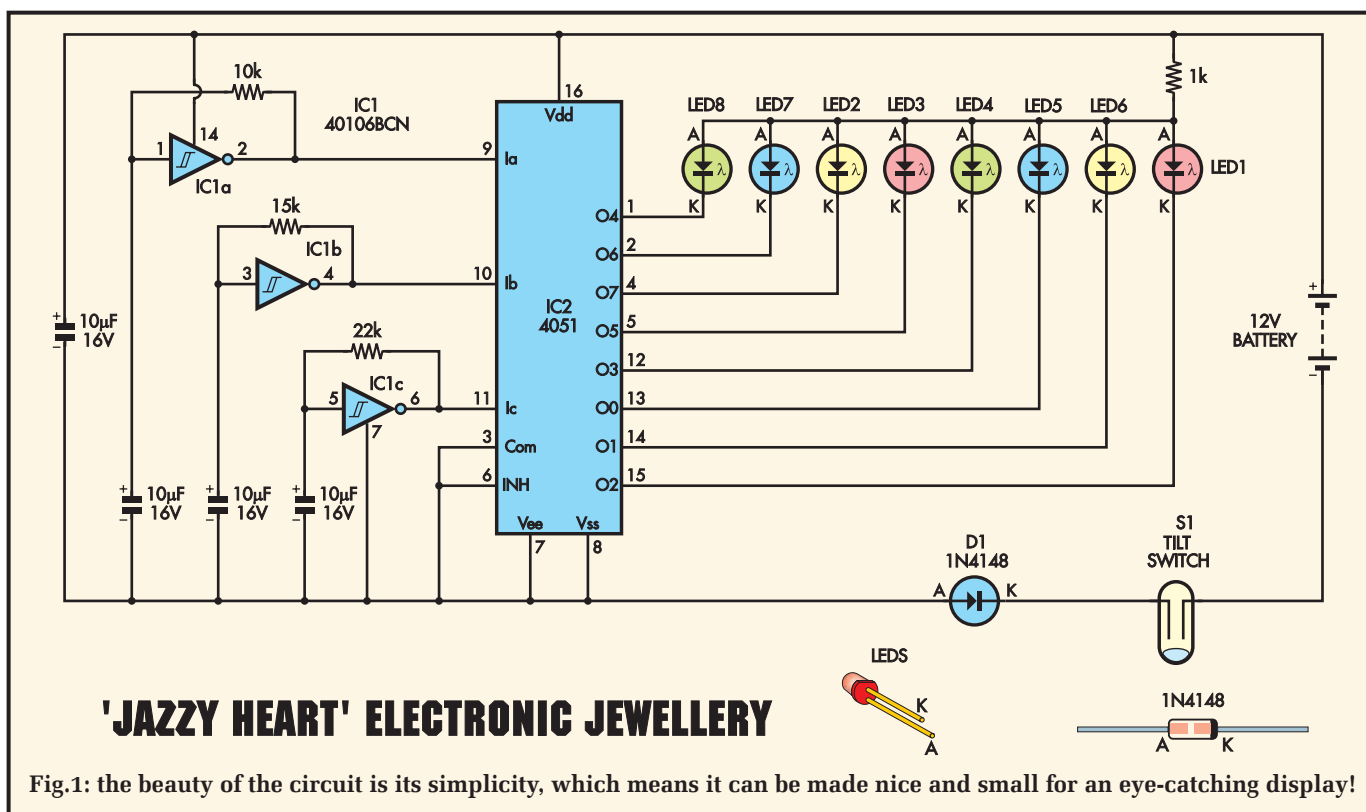 10k
IC1
40106BCN
14
1
2
IC1a
15k
IC1b
3
4
22k
IC1c
5
6
7
+
10µF
16V
−
+
10µF
16V
−
+
10µF
16V
−
+
10µF
16V
−
16
Vdd
9
Ia
10
Ib
11
Ic
3
Com
6
INH
IC2
4051
Vee
7
Vss
8
O4
1
O6
2
O7
4
O5
5
O3
12
O0
13
O1
14
O2
15
LED8
LED7
LED2
LED3
LED4
LED5
LED6
1k
A
A
A
A
A
A
A
A
λ
λ
λ
λ
λ
λ
λ
λ
LED1
K
K
K
K
K
K
K
K
+
12V
BATTERY
−
D1
1N4148
A
K
S1
TILT
SWITCH
LEDS
K
A
1N4148
A
K
'JAZZY HEART' ELECTRONIC JEWELLERY
Fig.1: the beauty of the circuit is its simplicity, which means it can be made nice and small for an eye-catching display!